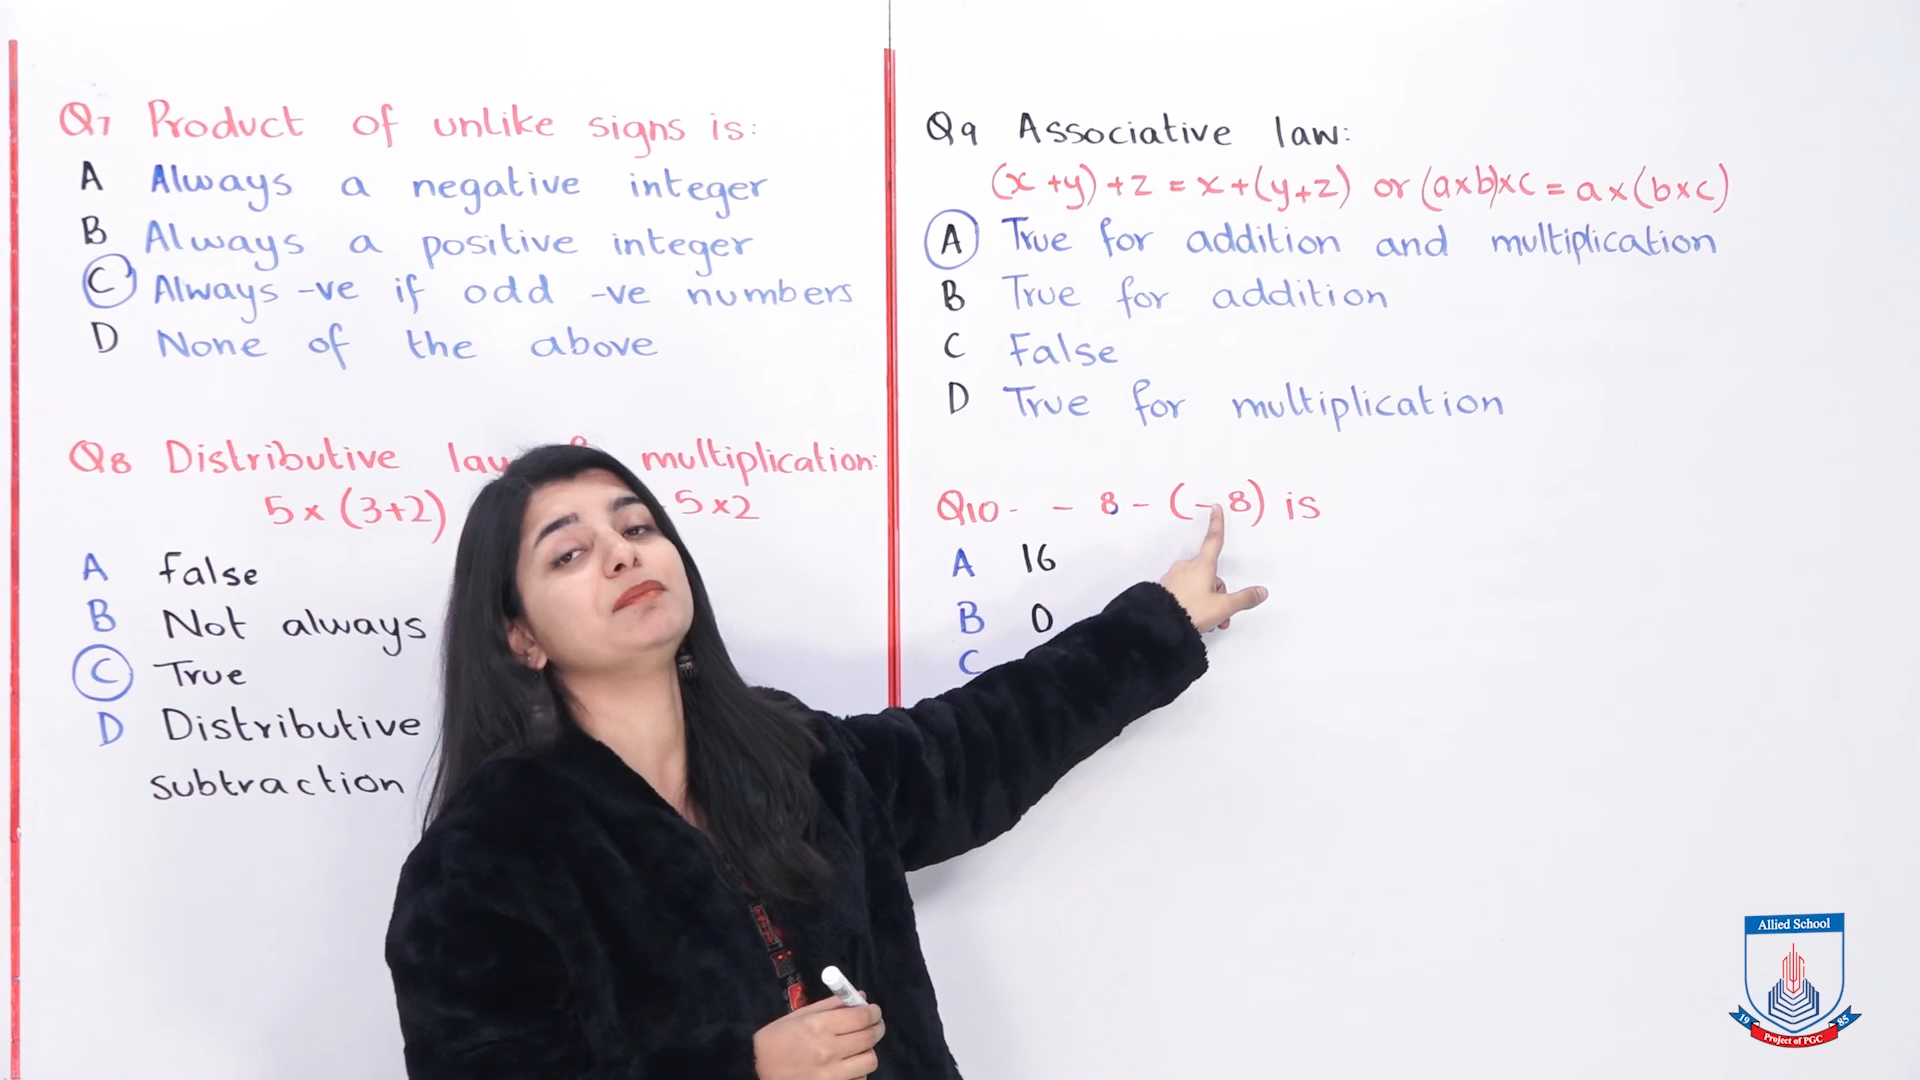 Q7 Product of unlike signs is:
A Always a negative integer
B Always a positive integer
C Always -ve if odd -ve numbers
D None of the above
Q8 Distributive multiplication:
5 x (3+2) 5x2
A false
B Not always
C True
D Distributive
subtraction
Q9 Associative law:
(x+y)+z = x+(y+z) or (axb)xc = ax(bxc)
A True for addition and multiplication
B True for addition
C False
D True for multiplication
Q10- - 8 - (-8) is
A 16
B 0
C
Allied School
19 85
Project of PGC